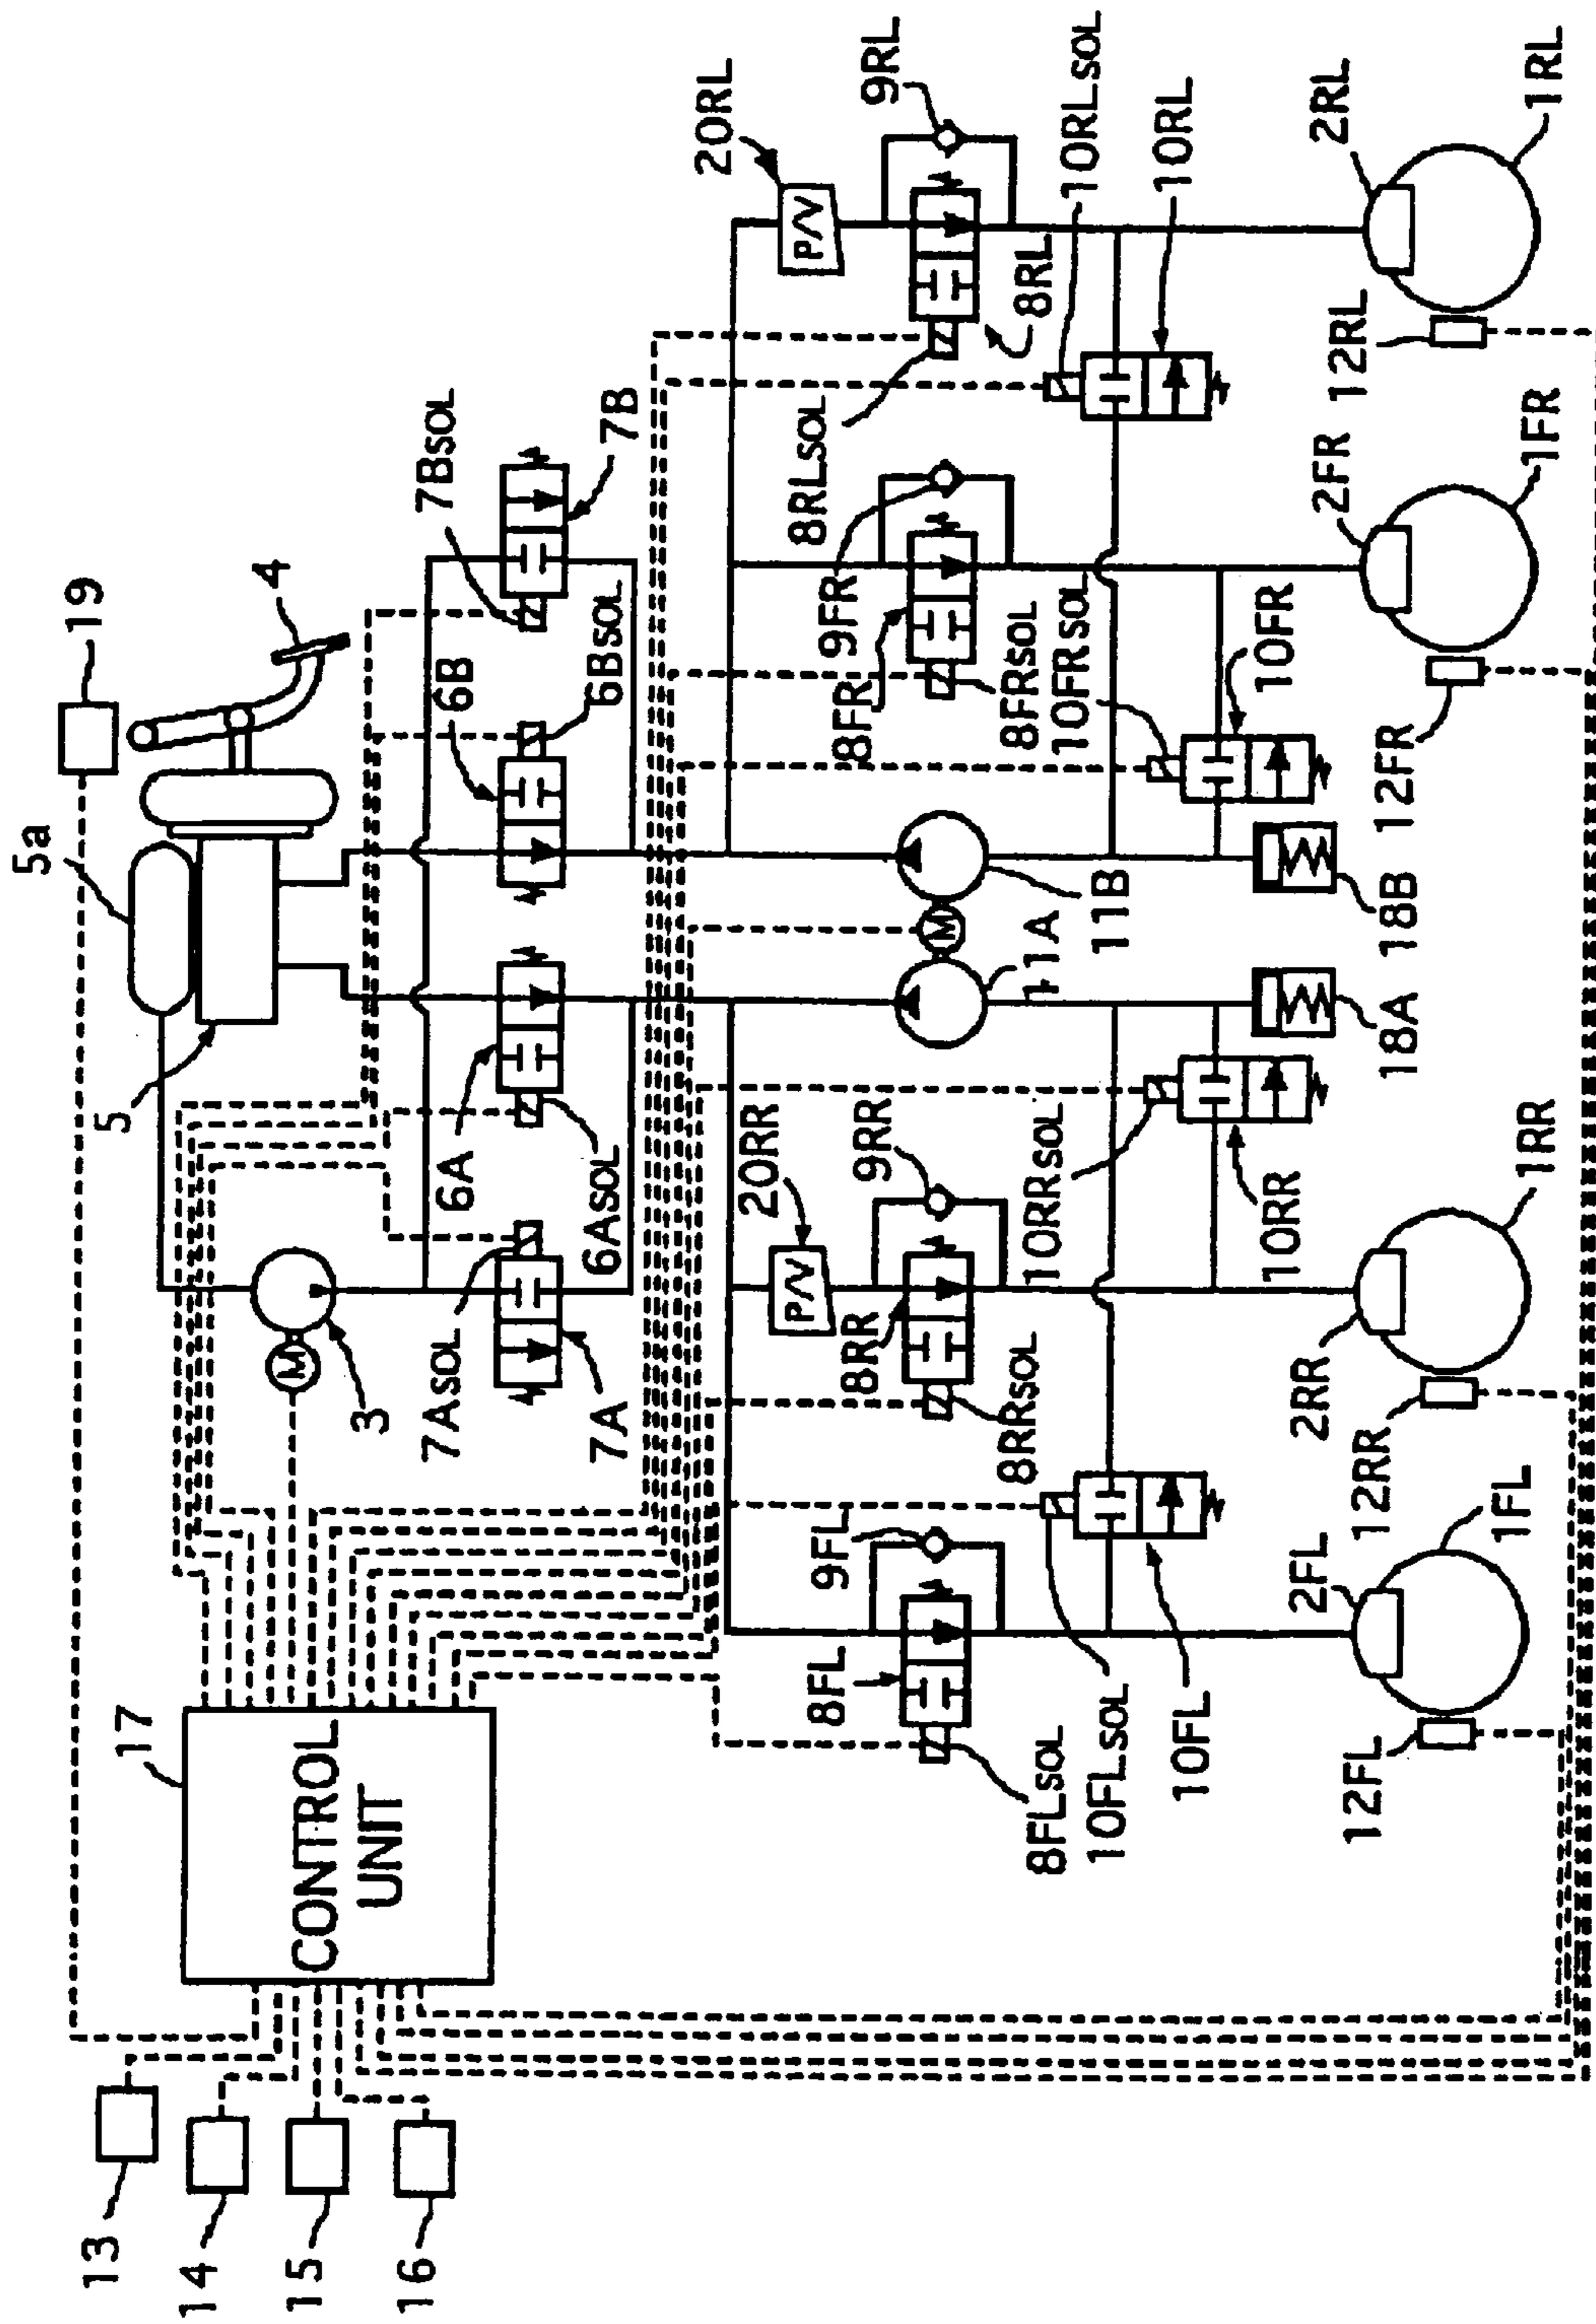 13
14
15
16
17
CONTROL
UNIT
19
5a
5
4
M
3
7ASOL
7A
6A
6ASOL
6B
6BSOL
7BSOL
7B
8FL
8FLSOL
9FL
10FLSOL
10FL
20RR
P/V
9RR
8RR
8RRSOL
10RRSOL
10RR
M
11A
11B
18A
18B
8FR
9FR
8FRSOL
10FRSOL
10FR
20RL
P/V
9RL
8RLSOL
8RL
10RLSOL
10RL
12FL
2FL
1FL
12RR
2RR
1RR
12FR
2FR
1FR
12RL
2RL
1RL